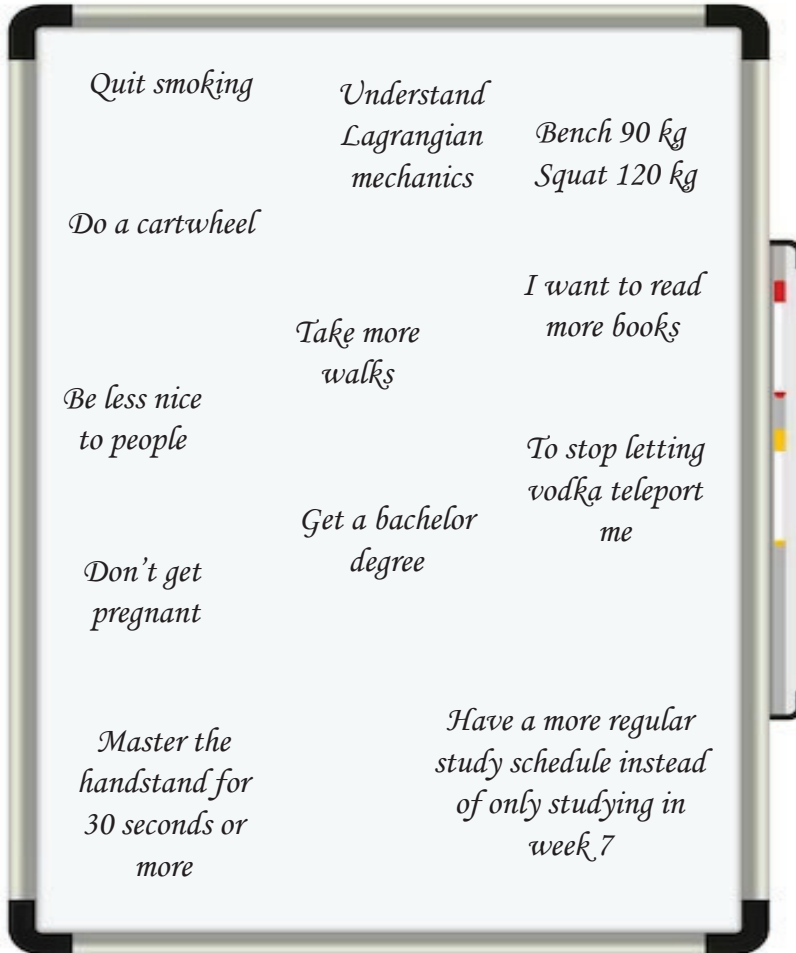 Quit smoking
Understand
Lagrangian
mechanics
Bench 90 kg
Squat 120 kg
Do a cartwheel
I want to read
more books
Take more
walks
Be less nice
to people
To stop letting
vodka teleport
me
Get a bachelor
degree
Don't get
pregnant
Master the
handstand for
30 seconds or
more
Have a more regular
study schedule instead
of only studying in
week 7